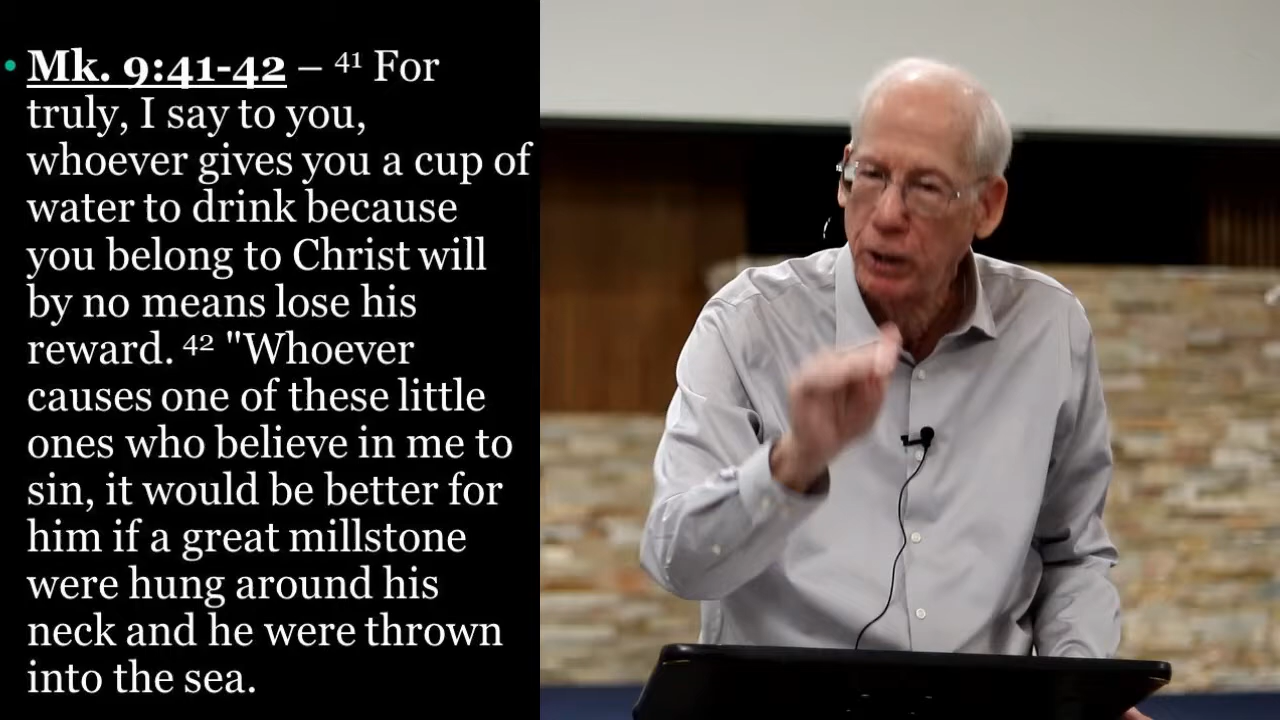 • Mk. 9:41-42 – ⁴¹ For
truly, I say to you,
whoever gives you a cup of
water to drink because
you belong to Christ will
by no means lose his
reward. ⁴² "Whoever
causes one of these little
ones who believe in me to
sin, it would be better for
him if a great millstone
were hung around his
neck and he were thrown
into the sea.